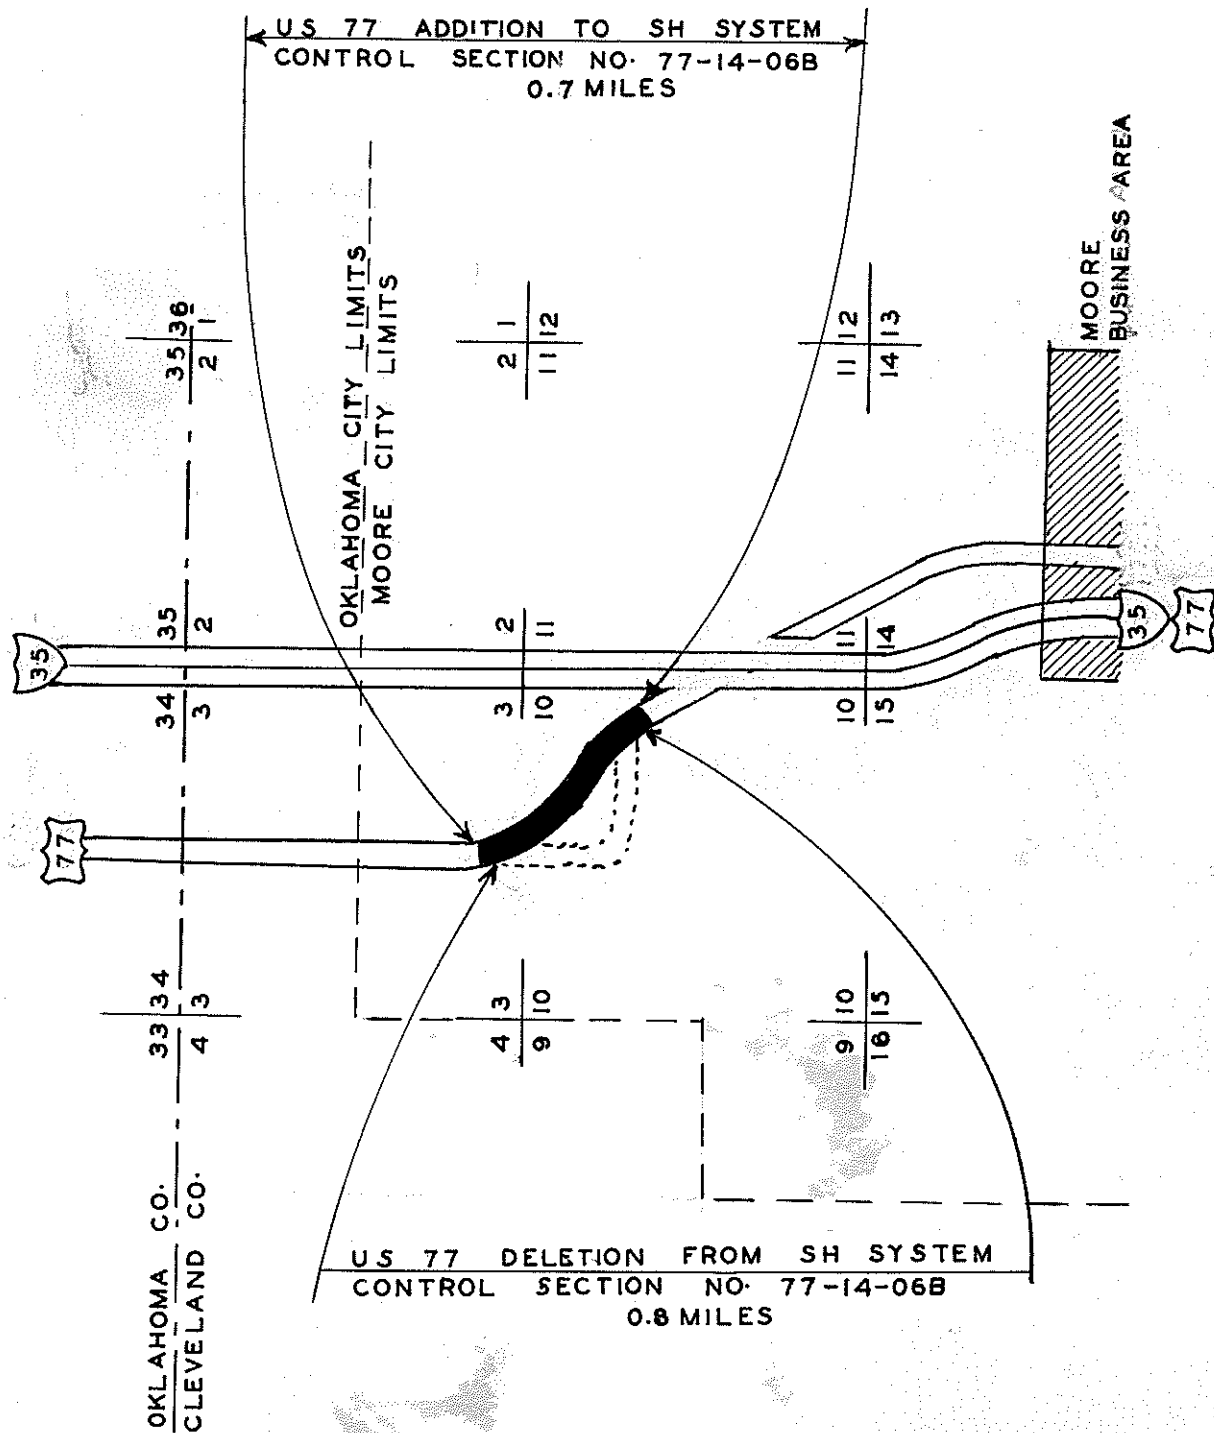 US 77 ADDITION TO SH SYSTEM
CONTROL SECTION NO. 77-14-06B
0.7 MILES
MOORE
BUSINESS AREA
OKLAHOMA CITY LIMITS
MOORE CITY LIMITS
35 36
2 1
2 1
11 12
11 12
14 13
35
34 35
3 2
3 2
10 11
10 11
15 14
35
77
77
33 34
4 3
4 3
9 10
9 10
16 15
OKLAHOMA CO.
CLEVELAND CO.
US 77 DELETION FROM SH SYSTEM
CONTROL SECTION NO. 77-14-06B
0.8 MILES